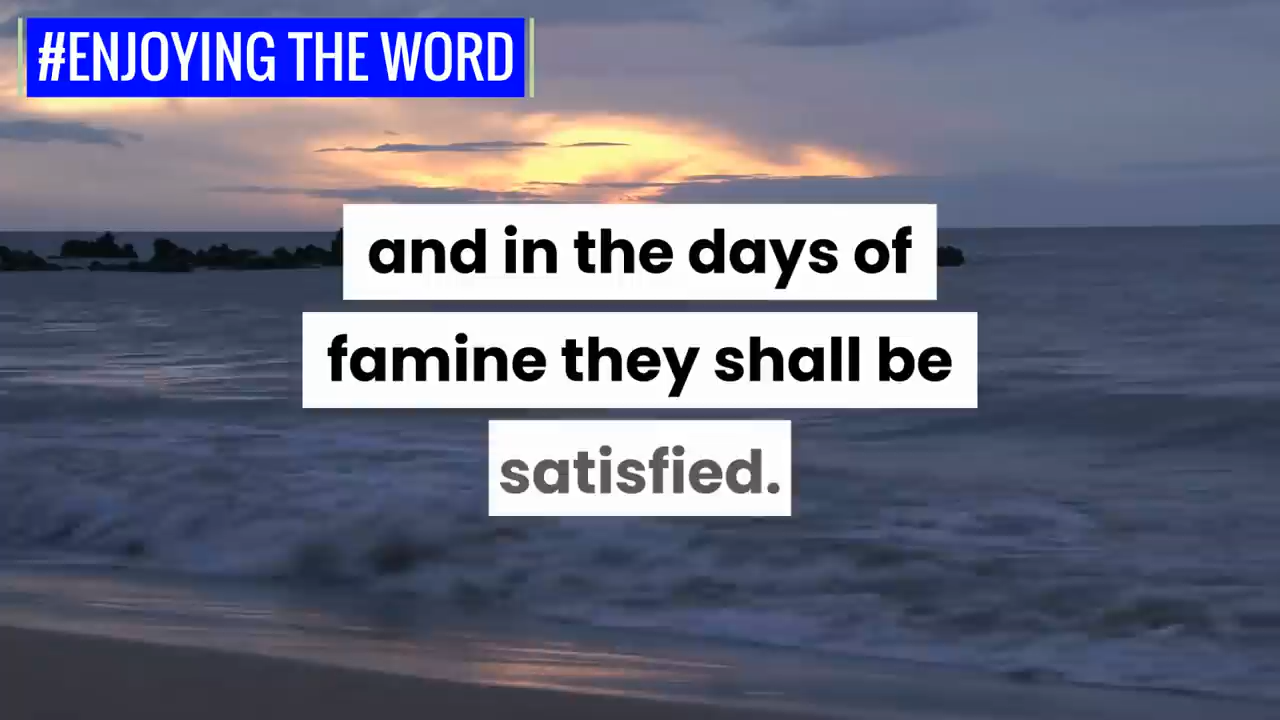 #ENJOYING THE WORD
and in the days of
famine they shall be
satisfied.